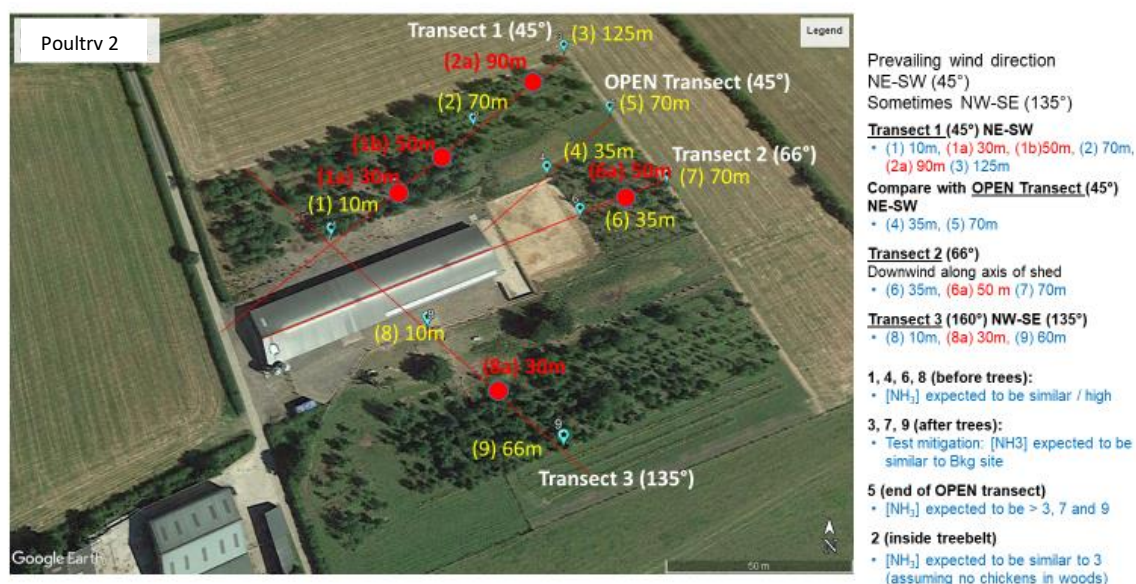 Poultry 2
Transect 1 (45°)
(3) 125m
Legend
(2a) 90m
OPEN Transect (45°)
(2) 70m
(5) 70m
(1b) 50m
(4) 35m
Transect 2 (66°)
(1a) 30m
(6a) 50m
(7) 70m
(1) 10m
(6) 35m
(8) 10m
(8a) 30m
(9) 66m
Transect 3 (135°)
Google Earth
N
50 m
Prevailing wind direction
NE-SW (45°)
Sometimes NW-SE (135°)
Transect 1 (45°) NE-SW
• (1) 10m, (1a) 30m, (1b)50m, (2) 70m,
(2a) 90m (3) 125m
Compare with OPEN Transect (45°)
NE-SW
• (4) 35m, (5) 70m
Transect 2 (66°)
Downwind along axis of shed
• (6) 35m, (6a) 50 m (7) 70m
Transect 3 (160°) NW-SE (135°)
• (8) 10m, (8a) 30m, (9) 60m
1, 4, 6, 8 (before trees):
• [NH₃] expected to be similar / high
3, 7, 9 (after trees):
• Test mitigation: [NH3] expected to be
similar to Bkg site
5 (end of OPEN transect)
• [NH₃] expected to be > 3, 7 and 9
2 (inside treebelt)
• [NH₃] expected to be similar to 3
(assuming no chickens in woods)